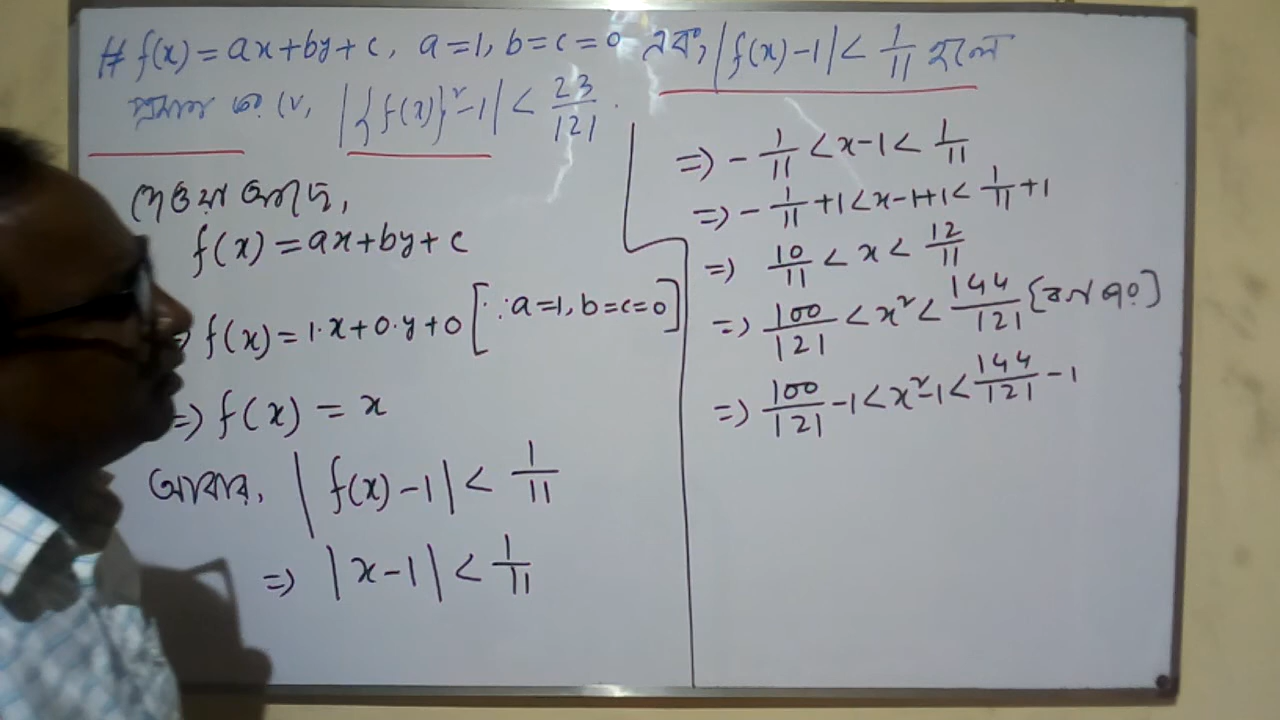 # f(x) = ax+by+c, a=1, b=c=0 এবং, |f(x)-1| < 1/11 হলে
প্রমাণ কর যে, |{f(x)}²-1| < 23/121.
দেওয়া আছে,
f(x) = ax+by+c
=> f(x) = 1·x+0·y+0 [∵a=1, b=c=0]
=> f(x) = x
আবার, |f(x)-1| < 1/11
=> |x-1| < 1/11
=> -1/11 < x-1 < 1/11
=> -1/11 +1 < x-1+1 < 1/11 +1
=> 10/11 < x < 12/11
=> 100/121 < x² < 144/121 [বর্গ করে]
=> 100/121 -1 < x²-1 < 144/121 -1